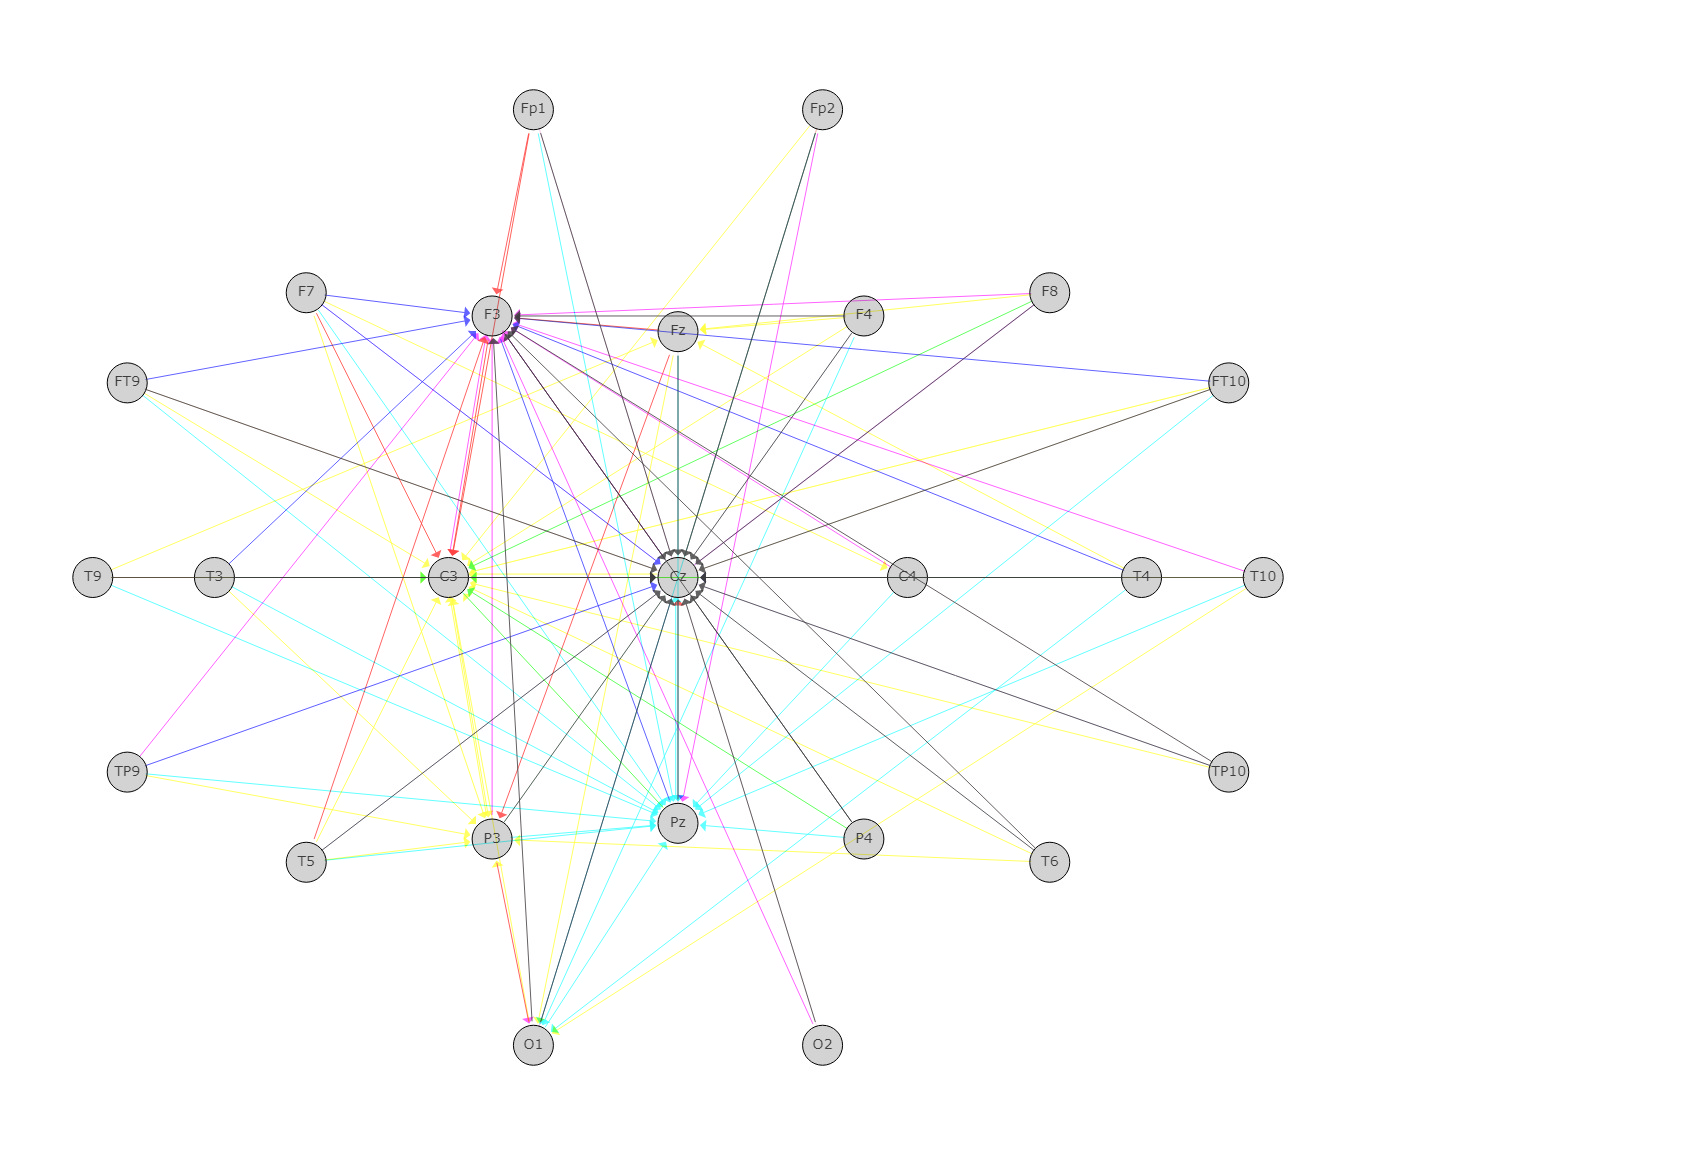 Fp1 Fp2
F7 F3 Fz F4 F8
FT9 FT10
T9 T3 C3 Cz C4 T4 T10
TP9 TP10
T5 P3 Pz P4 T6
O1 O2